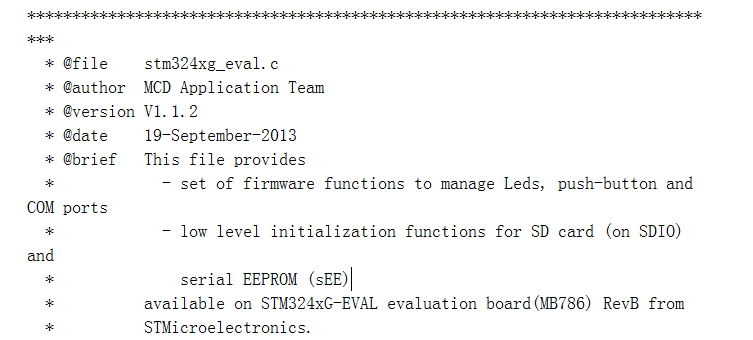 ***************************************************************************
***
  * @file    stm324xg_eval.c
  * @author  MCD Application Team
  * @version V1.1.2
  * @date    19-September-2013
  * @brief   This file provides
  *            - set of firmware functions to manage Leds, push-button and
COM ports
  *            - low level initialization functions for SD card (on SDIO)
and
  *              serial EEPROM (sEE)
  *          available on STM324xG-EVAL evaluation board(MB786) RevB from
  *          STMicroelectronics.